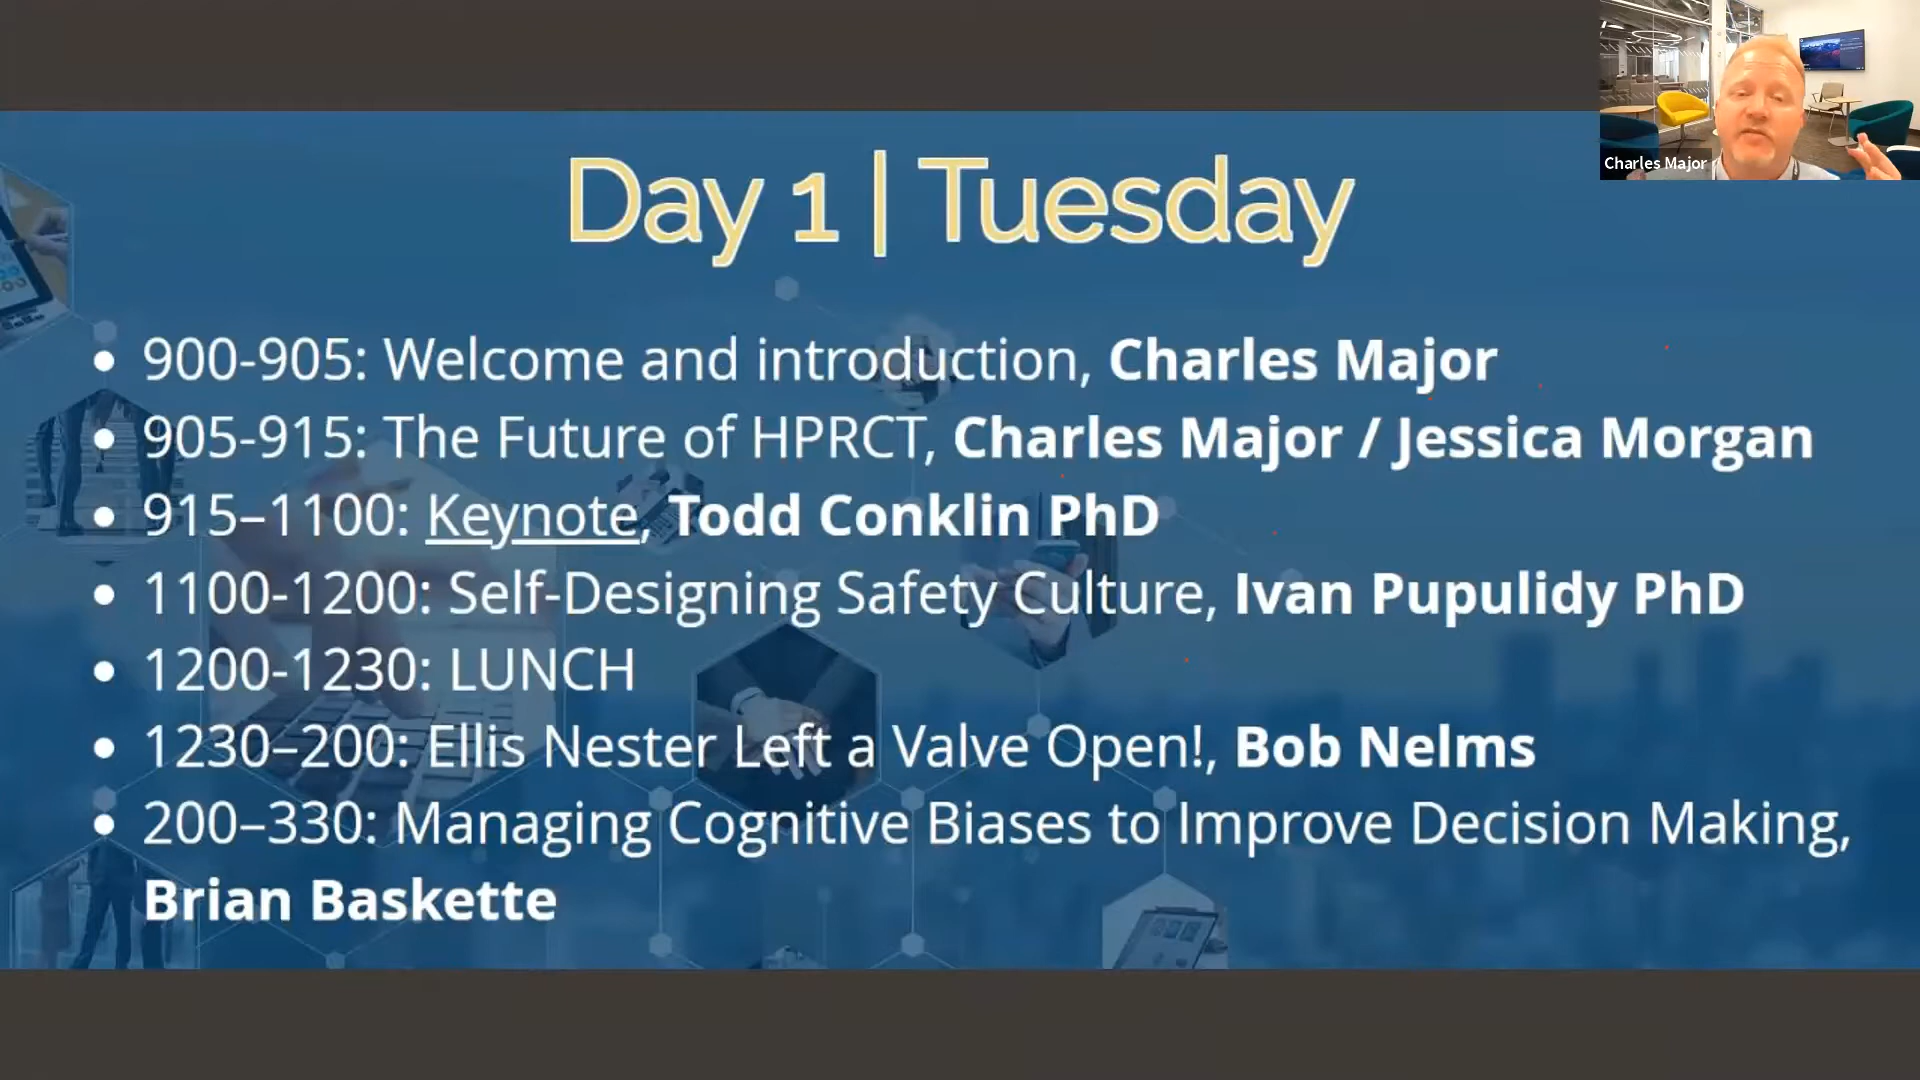 Charles Major
Day 1 | Tuesday
• 900-905: Welcome and introduction, Charles Major
• 905-915: The Future of HPRCT, Charles Major / Jessica Morgan
• 915–1100: Keynote, Todd Conklin PhD
• 1100-1200: Self-Designing Safety Culture, Ivan Pupulidy PhD
• 1200-1230: LUNCH
• 1230–200: Ellis Nester Left a Valve Open!, Bob Nelms
• 200–330: Managing Cognitive Biases to Improve Decision Making,
Brian Baskette